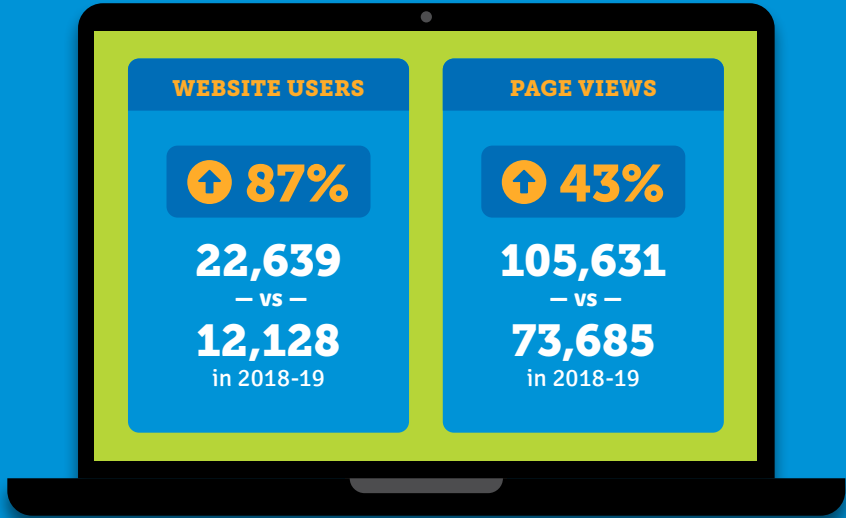 WEBSITE USERS
87%
22,639
— vs —
12,128
in 2018-19
PAGE VIEWS
43%
105,631
— vs —
73,685
in 2018-19